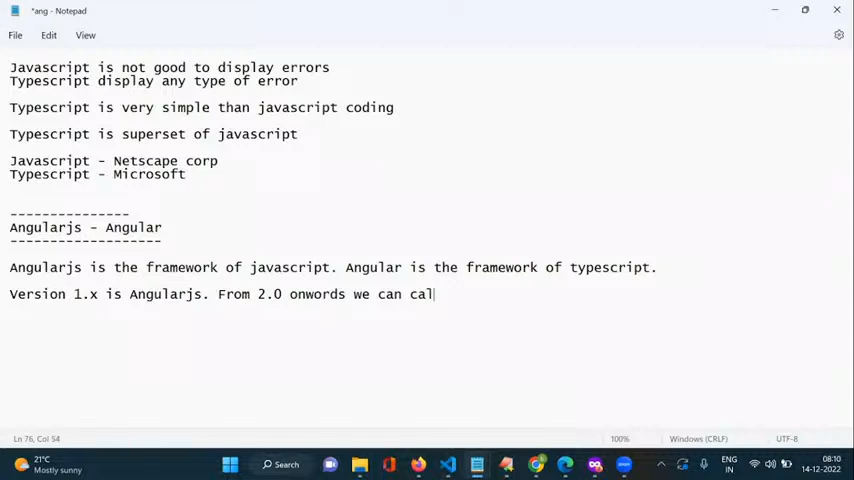 *ang - Notepad
File Edit View
Javascript is not good to display errors
Typescript display any type of error
Typescript is very simple than javascript coding
Typescript is superset of javascript
Javascript - Netscape corp
Typescript - Microsoft
---------------
Angularjs - Angular
-------------------
Angularjs is the framework of javascript. Angular is the framework of typescript.
Version 1.x is Angularjs. From 2.0 onwords we can cal
Ln 76, Col 54 100% Windows (CRLF) UTF-8
21°C
Mostly sunny
Search
ENG
IN
08:10
14-12-2022